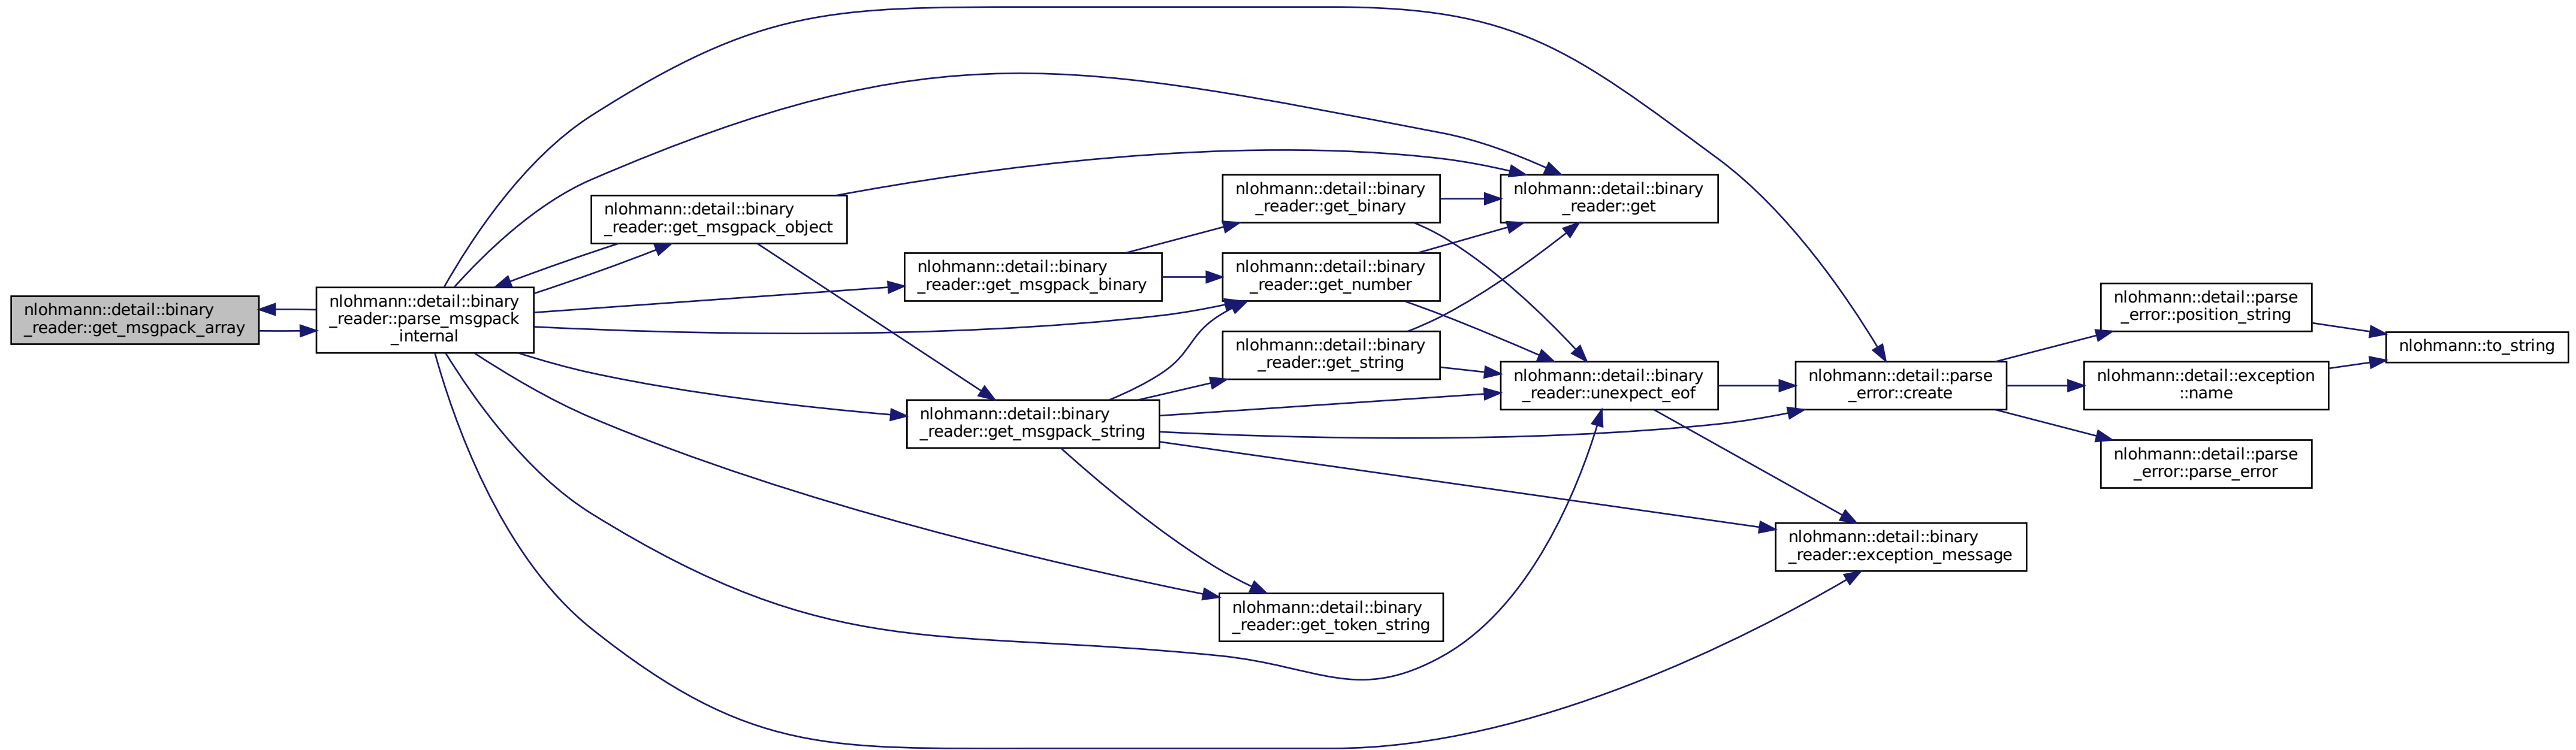 nlohmann::detail::binary
_reader::get_msgpack_array
nlohmann::detail::binary
_reader::parse_msgpack
_internal
nlohmann::detail::binary
_reader::get_msgpack_object
nlohmann::detail::binary
_reader::get_msgpack_binary
nlohmann::detail::binary
_reader::get_msgpack_string
nlohmann::detail::binary
_reader::get_binary
nlohmann::detail::binary
_reader::get_number
nlohmann::detail::binary
_reader::get_string
nlohmann::detail::binary
_reader::get_token_string
nlohmann::detail::binary
_reader::get
nlohmann::detail::binary
_reader::unexpect_eof
nlohmann::detail::parse
_error::create
nlohmann::detail::binary
_reader::exception_message
nlohmann::detail::parse
_error::position_string
nlohmann::detail::exception
::name
nlohmann::detail::parse
_error::parse_error
nlohmann::to_string